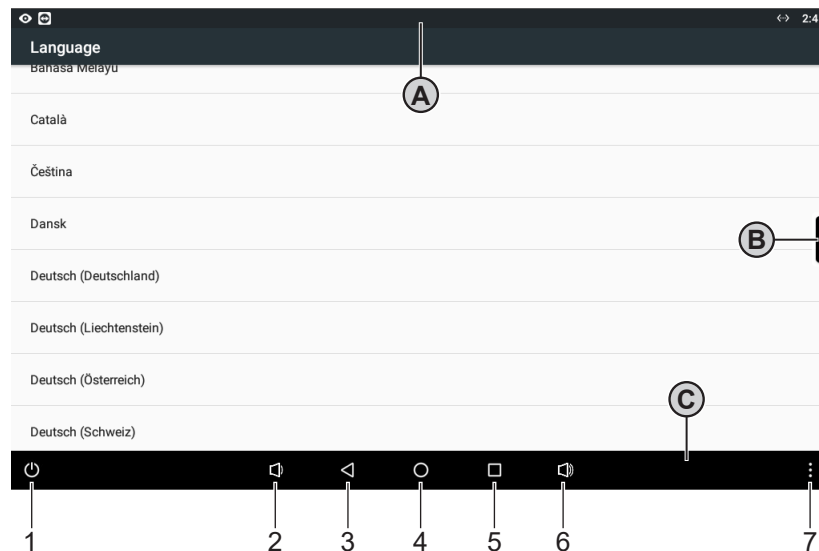 2:4
Language
Bahasa Melayu
A
Català
Čeština
Dansk
B
Deutsch (Deutschland)
Deutsch (Liechtenstein)
Deutsch (Österreich)
C
Deutsch (Schweiz)
1 2 3 4 5 6 7